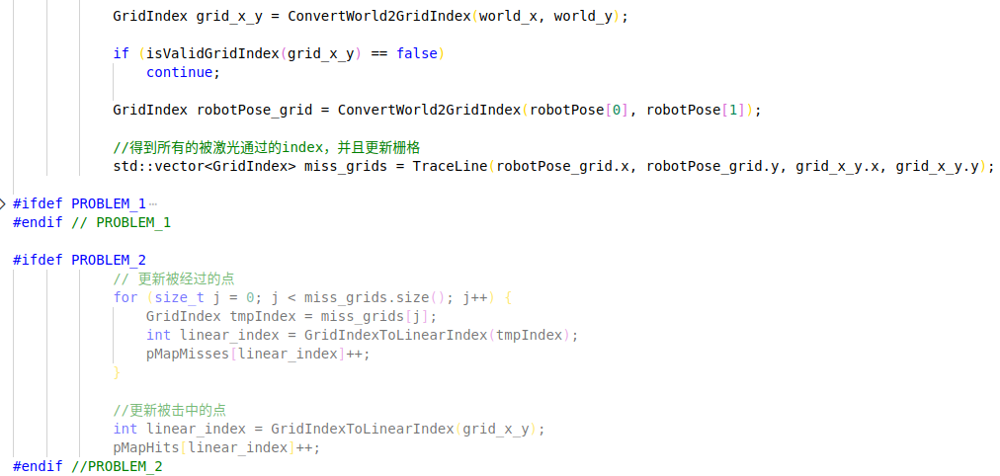 GridIndex grid_x_y = ConvertWorld2GridIndex(world_x, world_y);
if (isValidGridIndex(grid_x_y) == false)
continue;
GridIndex robotPose_grid = ConvertWorld2GridIndex(robotPose[0], robotPose[1]);
//得到所有的被激光通过的index，并且更新栅格
std::vector<GridIndex> miss_grids = TraceLine(robotPose_grid.x, robotPose_grid.y, grid_x_y.x, grid_x_y.y);
#ifdef PROBLEM_1 ⋯
#endif // PROBLEM_1
#ifdef PROBLEM_2
// 更新被经过的点
for (size_t j = 0; j < miss_grids.size(); j++) {
GridIndex tmpIndex = miss_grids[j];
int linear_index = GridIndexToLinearIndex(tmpIndex);
pMapMisses[linear_index]++;
}
//更新被击中的点
int linear_index = GridIndexToLinearIndex(grid_x_y);
pMapHits[linear_index]++;
#endif //PROBLEM_2